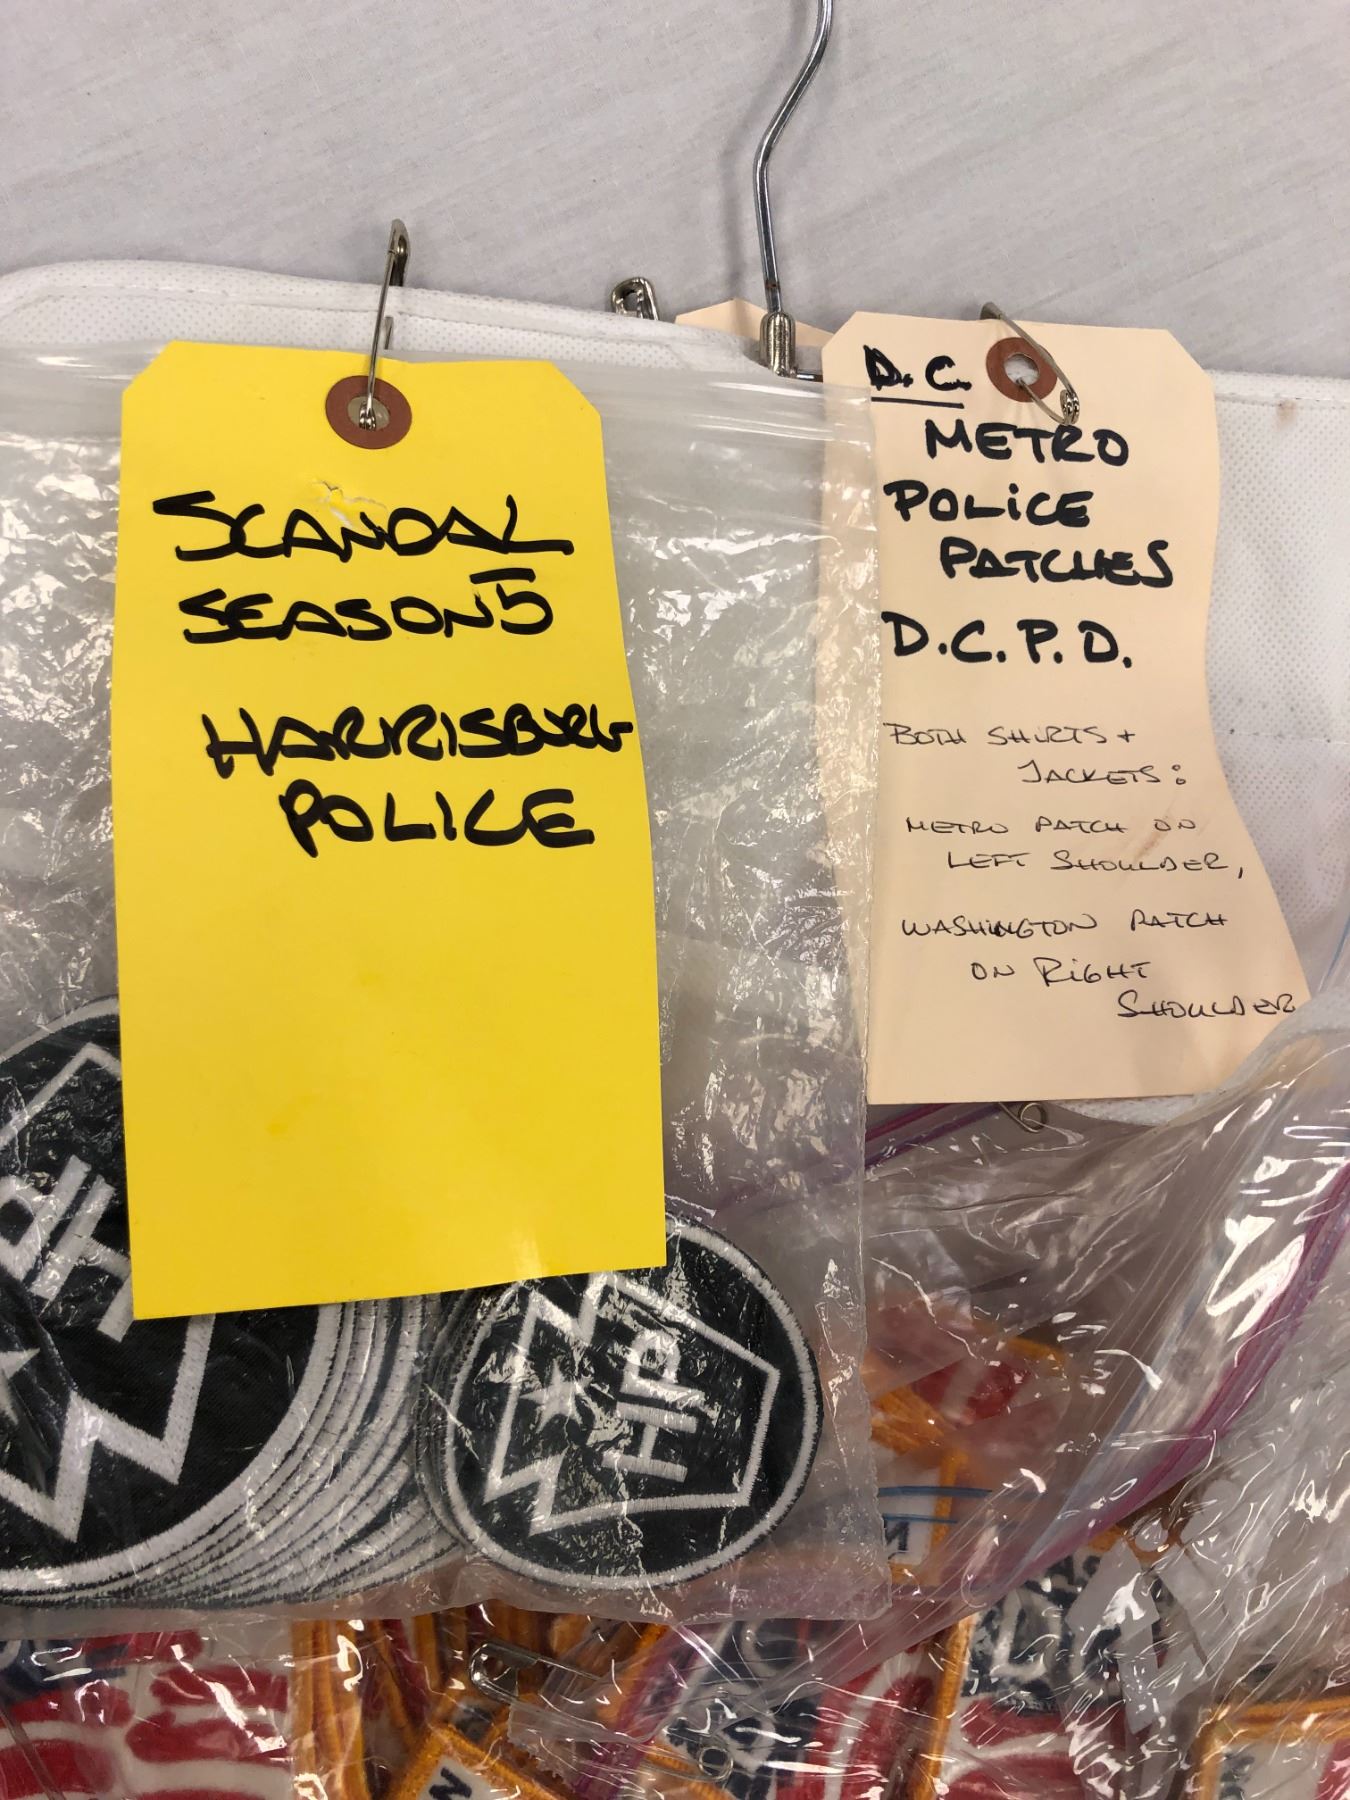 SCANDAL
SEASON 5
HARRISBURG
POLICE
D.C.
METRO
POLiCE
PATCHES
D.C.P.D.
BOTH SHIRTS +
JACKETS:
METRO PATCH ON
LEFT SHOULDER,
WASHINGTON PATCH
ON RiGHT
SHOULDER
HP
HP